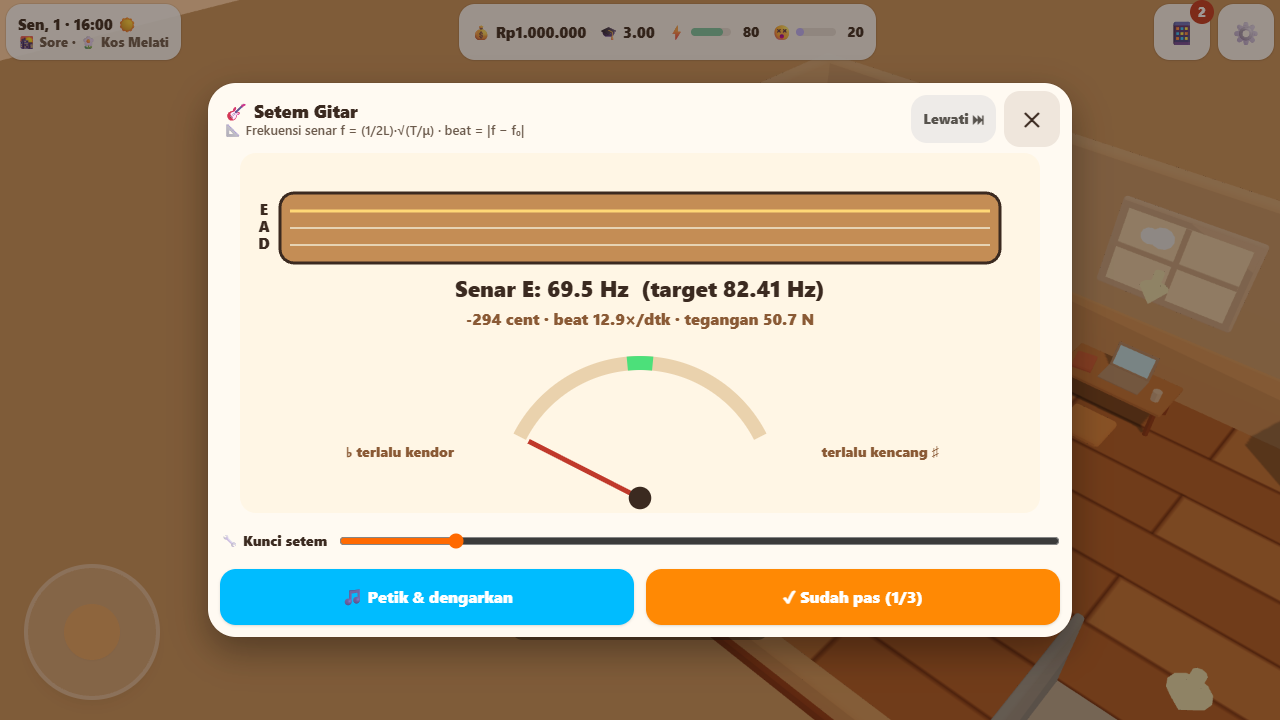 Sen, 1 · 16:00
Sore · Kos Melati
Rp1.000.000 3.00 80 20
2
Setem Gitar
Frekuensi senar f = (1/2L)·√(T/μ) · beat = |f − f₀|
Lewati
E
A
D
Senar E: 69.5 Hz (target 82.41 Hz)
-294 cent · beat 12.9×/dtk · tegangan 50.7 N
♭ terlalu kendor
terlalu kencang ♯
Kunci setem
Petik & dengarkan
✓ Sudah pas (1/3)